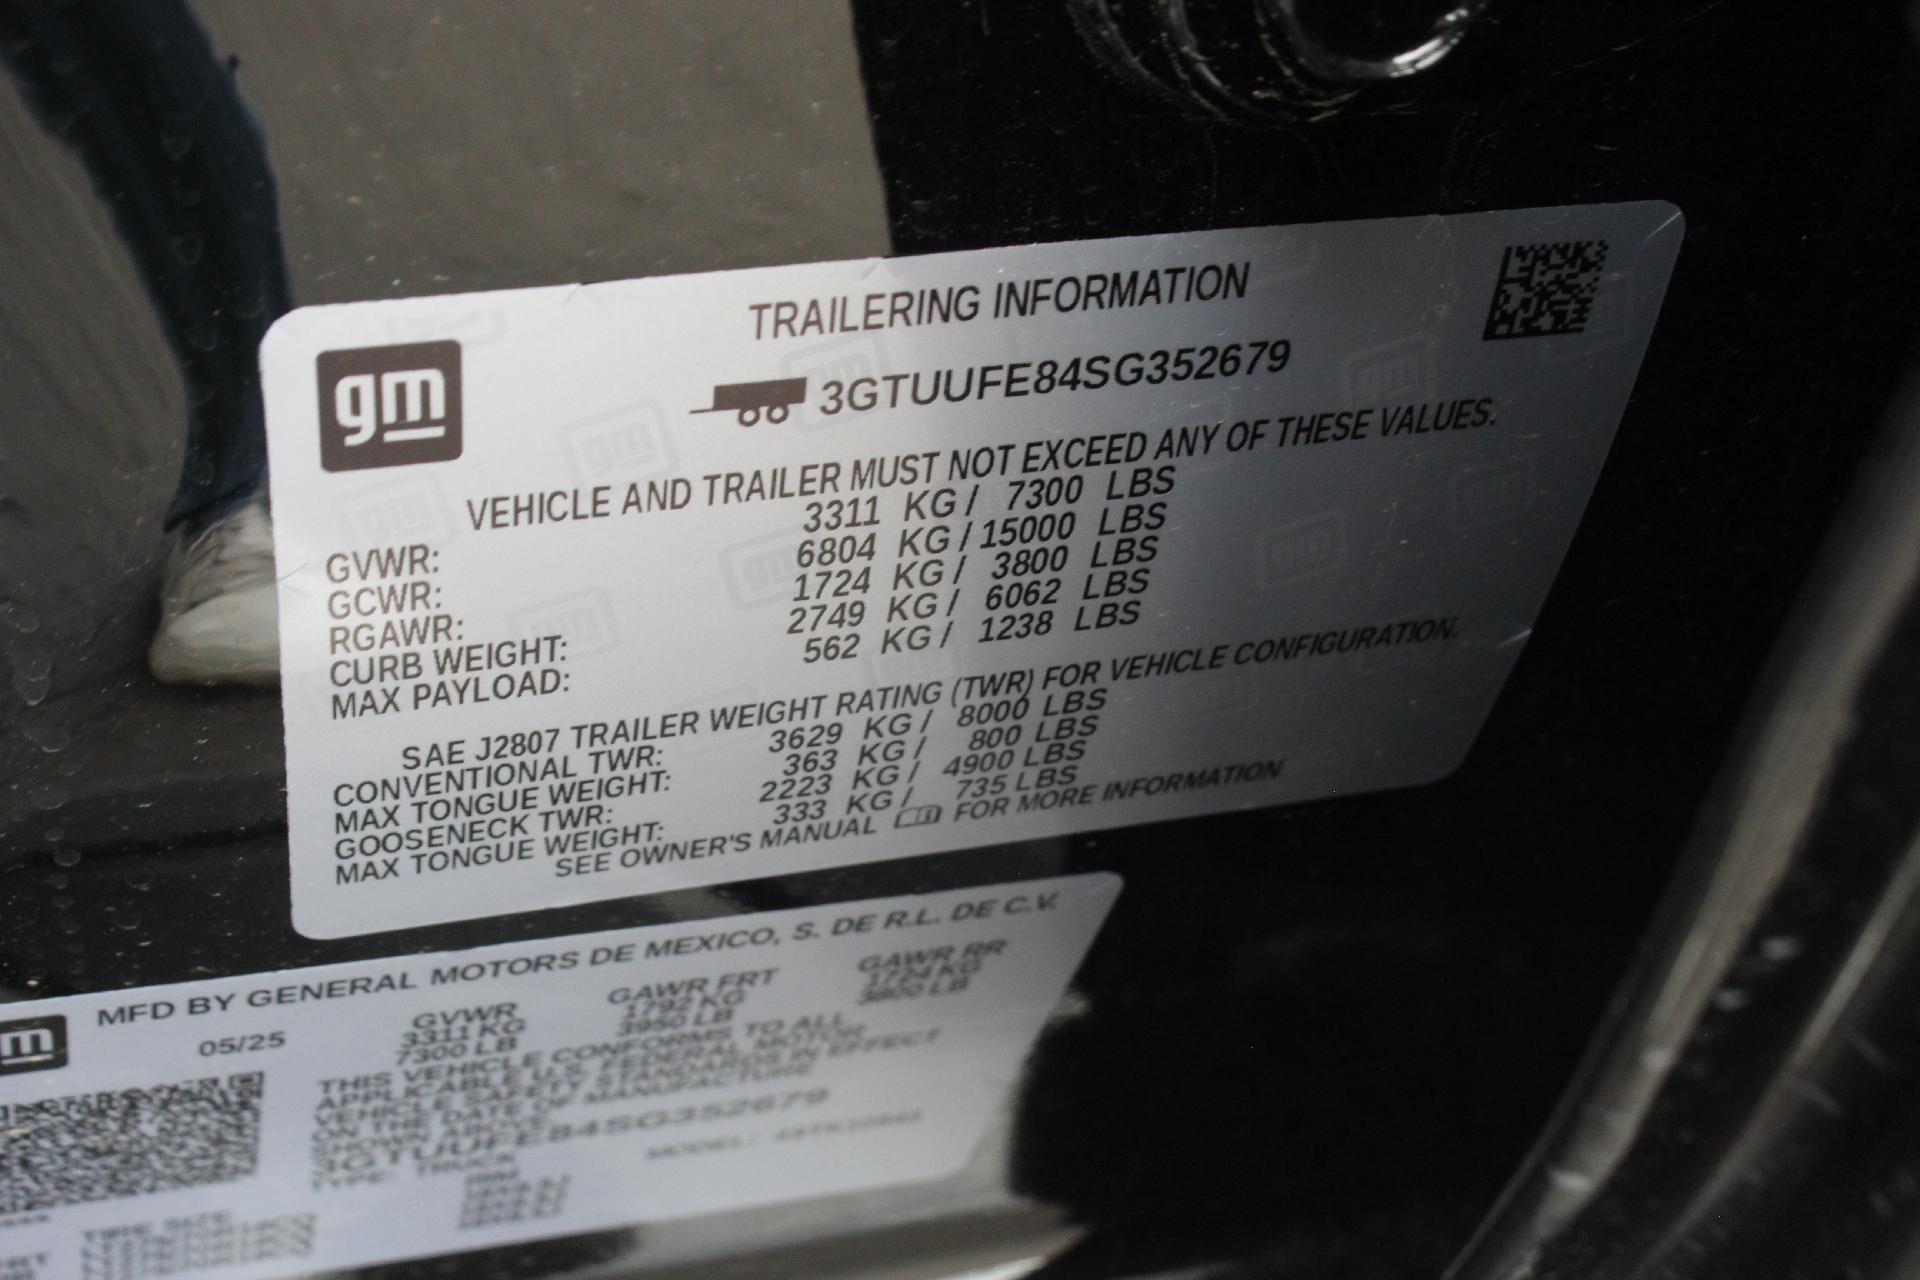 gm
TRAILERING INFORMATION
3GTUUFE84SG352679
VEHICLE AND TRAILER MUST NOT EXCEED ANY OF THESE VALUES.
GVWR: 3311 KG / 7300 LBS
GCWR: 6804 KG / 15000 LBS
RGAWR: 1724 KG / 3800 LBS
CURB WEIGHT: 2749 KG / 6062 LBS
MAX PAYLOAD: 562 KG / 1238 LBS
SAE J2807 TRAILER WEIGHT RATING (TWR) FOR VEHICLE CONFIGURATION.
CONVENTIONAL TWR: 3629 KG / 8000 LBS
MAX TONGUE WEIGHT: 363 KG / 800 LBS
GOOSENECK TWR: 2223 KG / 4900 LBS
MAX TONGUE WEIGHT: 333 KG / 735 LBS
SEE OWNER'S MANUAL FOR MORE INFORMATION
MFD BY GENERAL MOTORS DE MEXICO, S. DE R.L. DE C.V.
05/25 GVWR GAWR FRT GAWR RR
3311 KG 1792 KG 1724 KG
7300 LB 3950 LB 3800 LB
THIS VEHICLE CONFORMS TO ALL
APPLICABLE U.S. FEDERAL MOTOR
VEHICLE SAFETY STANDARDS IN EFFECT
ON THE DATE OF MANUFACTURE
SHOWN ABOVE.
3GTUUFE84SG352679
TYPE: TRUCK MODEL:
TIRE SIZE RIM